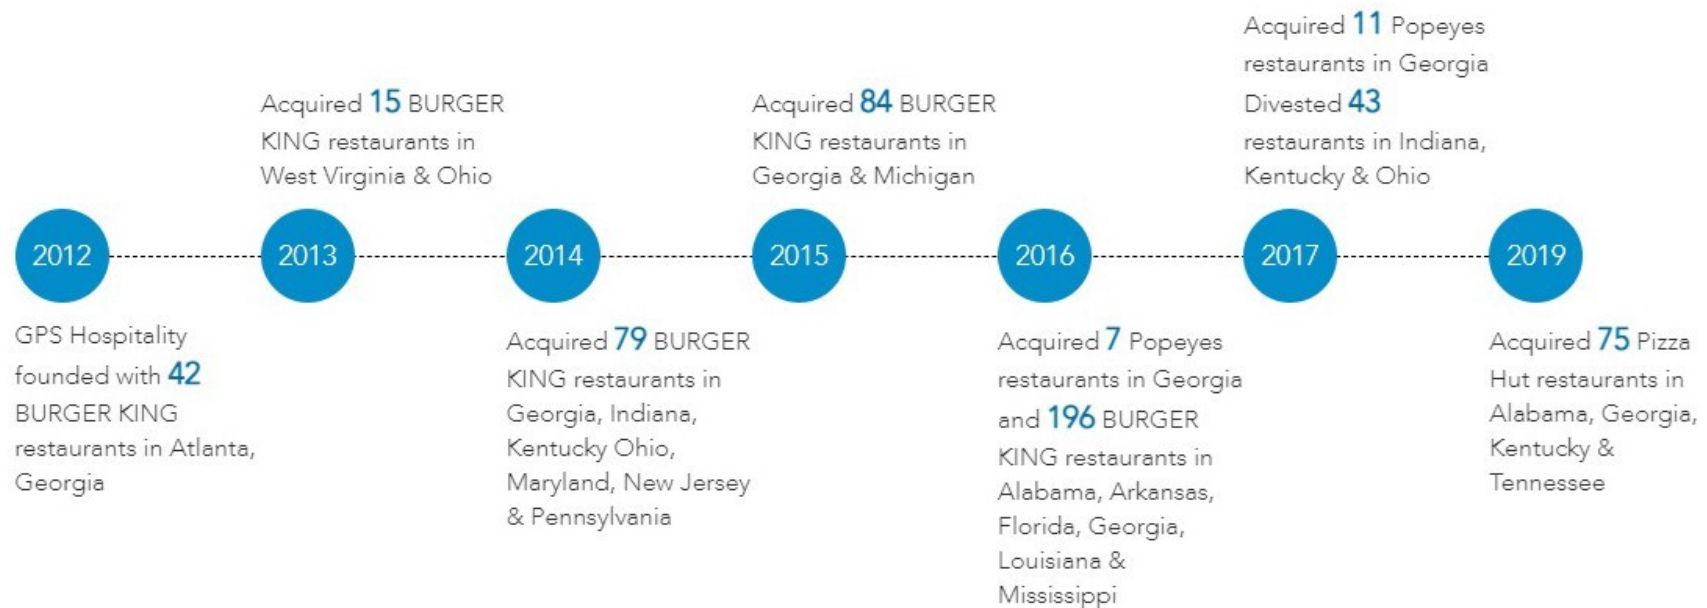 2012
GPS Hospitality
founded with 42
BURGER KING
restaurants in Atlanta,
Georgia
Acquired 15 BURGER
KING restaurants in
West Virginia & Ohio
2013
2014
Acquired 79 BURGER
KING restaurants in
Georgia, Indiana,
Kentucky Ohio,
Maryland, New Jersey
& Pennsylvania
Acquired 84 BURGER
KING restaurants in
Georgia & Michigan
2015
2016
Acquired 7 Popeyes
restaurants in Georgia
and 196 BURGER
KING restaurants in
Alabama, Arkansas,
Florida, Georgia,
Louisiana &
Mississippi
Acquired 11 Popeyes
restaurants in Georgia
Divested 43
restaurants in Indiana,
Kentucky & Ohio
2017
2019
Acquired 75 Pizza
Hut restaurants in
Alabama, Georgia,
Kentucky &
Tennessee